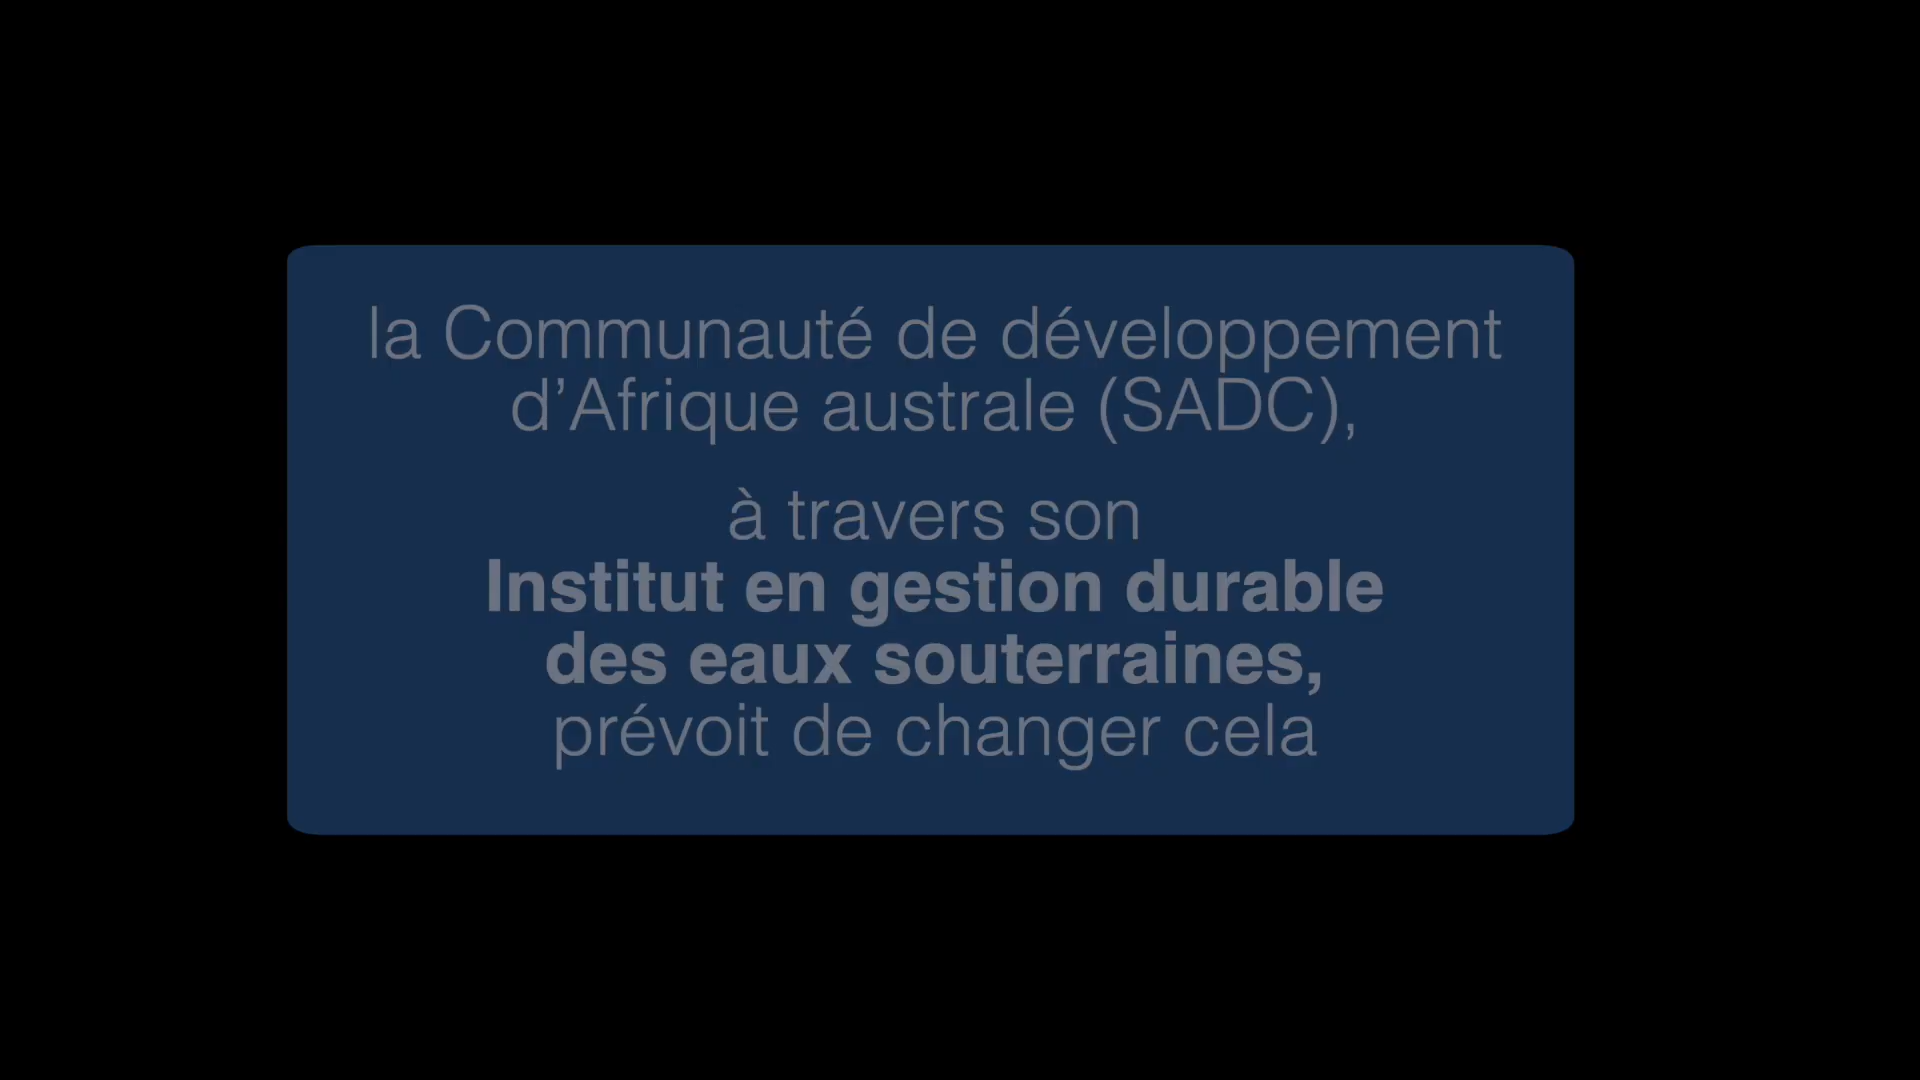 la Communauté de développement
d’Afrique australe (SADC),
à travers son
Institut en gestion durable
des eaux souterraines,
prévoit de changer cela